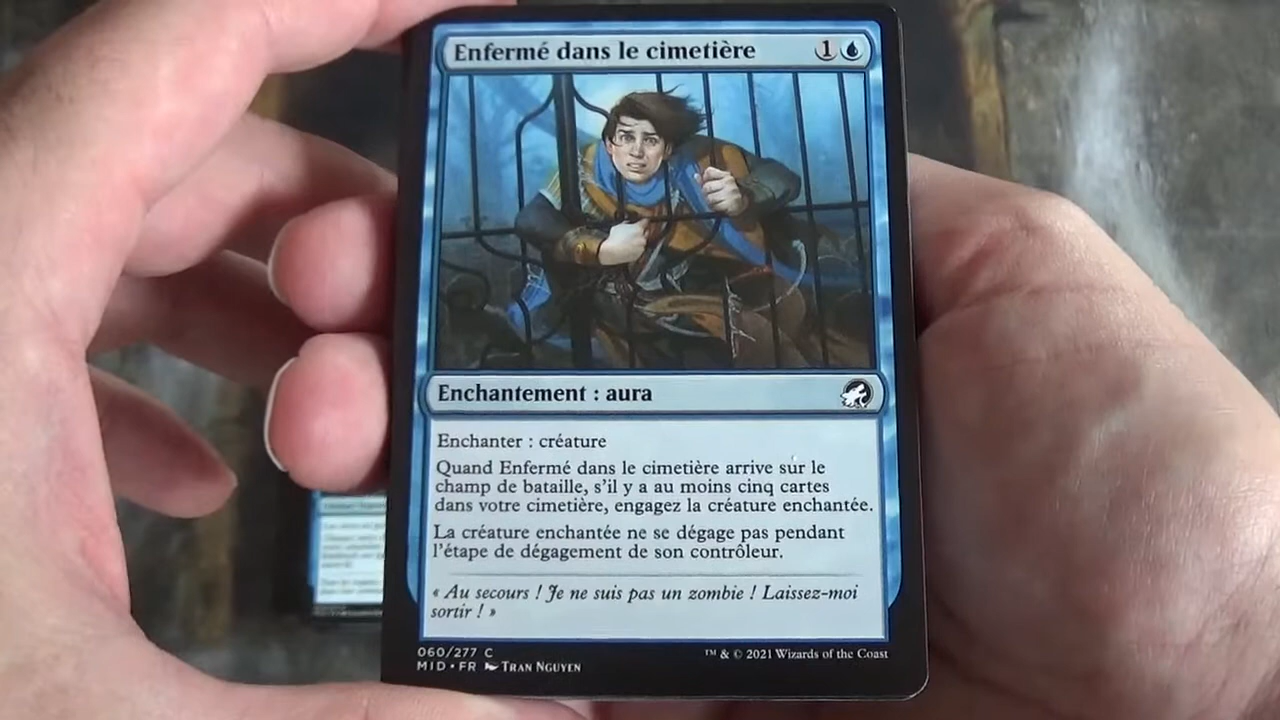 Enfermé dans le cimetière 1
Enchantement : aura
Enchanter : créature
Quand Enfermé dans le cimetière arrive sur le
champ de bataille, s'il y a au moins cinq cartes
dans votre cimetière, engagez la créature enchantée.
La créature enchantée ne se dégage pas pendant
l'étape de dégagement de son contrôleur.
« Au secours ! Je ne suis pas un zombie ! Laissez-moi
sortir ! »
060/277 C
MID • FR Tran Nguyen
™ & © 2021 Wizards of the Coast